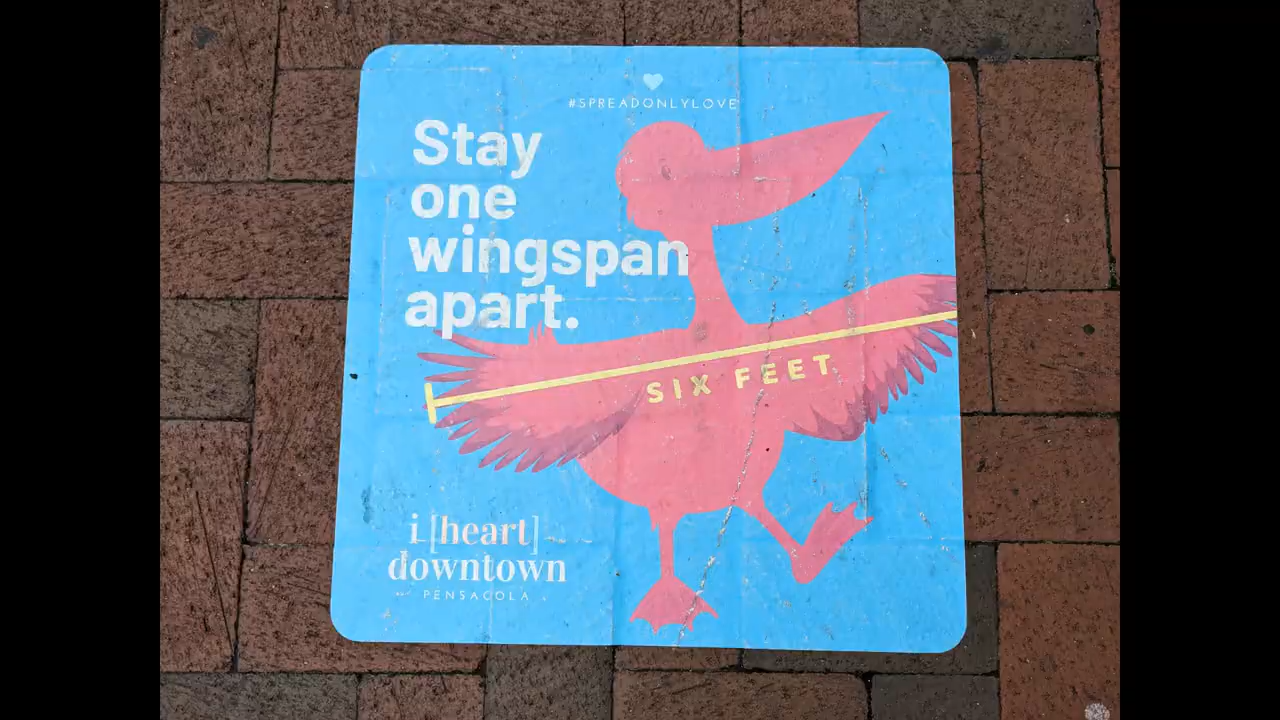 #SPREADONLYLOVE
Stay
one
wingspan
apart.
SIX FEET
i [heart]
downtown
PENSACOLA